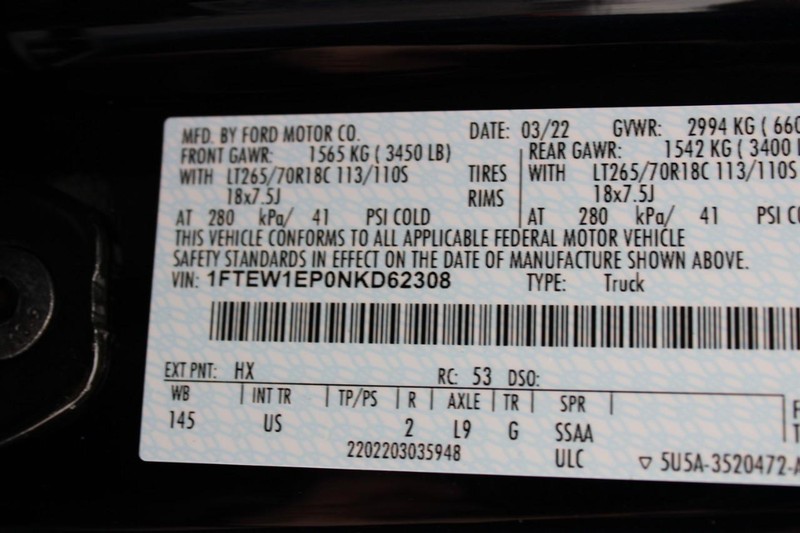 MFD. BY FORD MOTOR CO. DATE: 03/22 GVWR: 2994 KG ( 660
FRONT GAWR: 1565 KG ( 3450 LB) REAR GAWR: 1542 KG ( 3400
WITH LT265/70R18C 113/110S TIRES WITH LT265/70R18C 113/110S
18x7.5J RIMS 18x7.5J
AT 280 kPa/ 41 PSI COLD AT 280 kPa/ 41 PSI C
THIS VEHICLE CONFORMS TO ALL APPLICABLE FEDERAL MOTOR VEHICLE
SAFETY STANDARDS IN EFFECT ON THE DATE OF MANUFACTURE SHOWN ABOVE.
VIN: 1FTEW1EP0NKD62308 TYPE: Truck
EXT PNT: HX RC: 53 DSO:
WB INT TR TP/PS R AXLE TR SPR
145 US 2 L9 G SSAA
2202203035948 ULC 5U5A-3520472-A